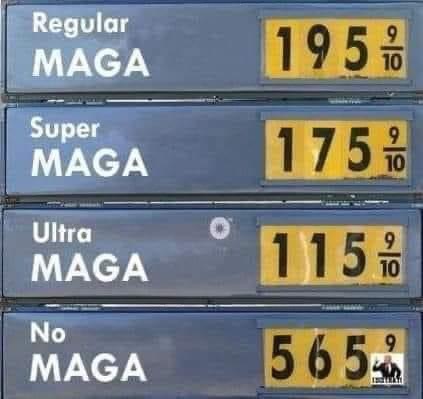 Regular
MAGA
195 9/10
Super
MAGA
175 9/10
Ultra
MAGA
115 9/10
No
MAGA
565 9